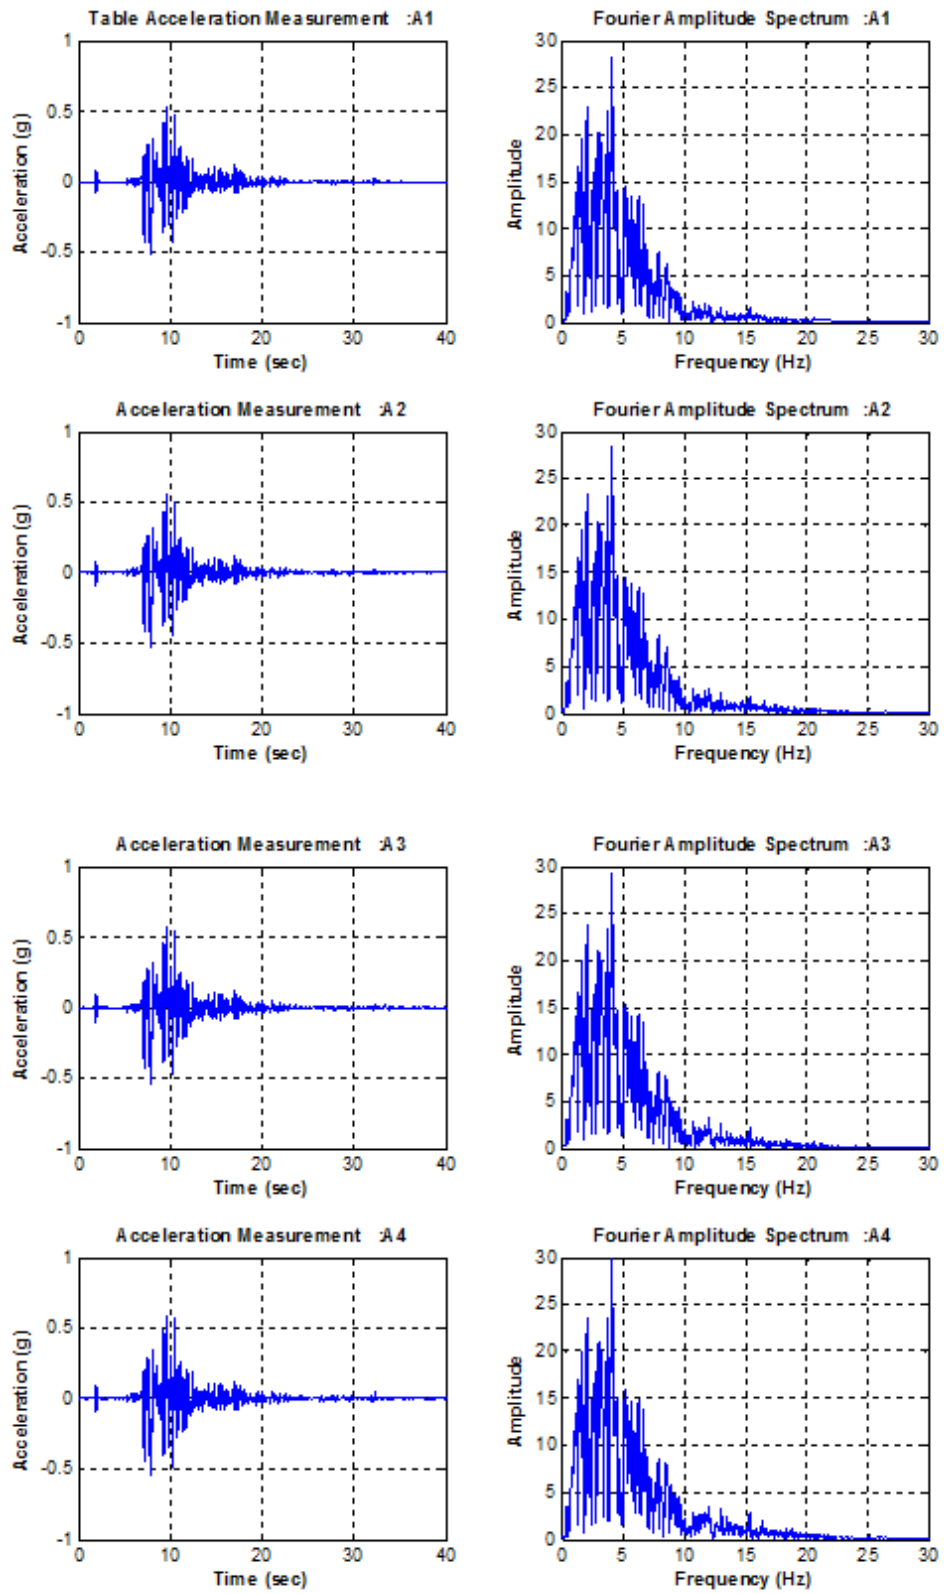 Table Acceleration Measurement :A1
1
0.5
0
-0.5
-1
0 10 20 30 40
Acceleration (g)
Time (sec)
Fourier Amplitude Spectrum :A1
30
25
20
15
10
5
0
0 5 10 15 20 25 30
Amplitude
Frequency (Hz)
Acceleration Measurement :A2
1
0.5
0
-0.5
-1
0 10 20 30 40
Acceleration (g)
Time (sec)
Fourier Amplitude Spectrum :A2
30
25
20
15
10
5
0
0 5 10 15 20 25 30
Amplitude
Frequency (Hz)
Acceleration Measurement :A3
1
0.5
0
-0.5
-1
0 10 20 30 40
Acceleration (g)
Time (sec)
Fourier Amplitude Spectrum :A3
30
25
20
15
10
5
0
0 5 10 15 20 25 30
Amplitude
Frequency (Hz)
Acceleration Measurement :A4
1
0.5
0
-0.5
-1
0 10 20 30 40
Acceleration (g)
Time (sec)
Fourier Amplitude Spectrum :A4
30
25
20
15
10
5
0
0 5 10 15 20 25 30
Amplitude
Frequency (Hz)